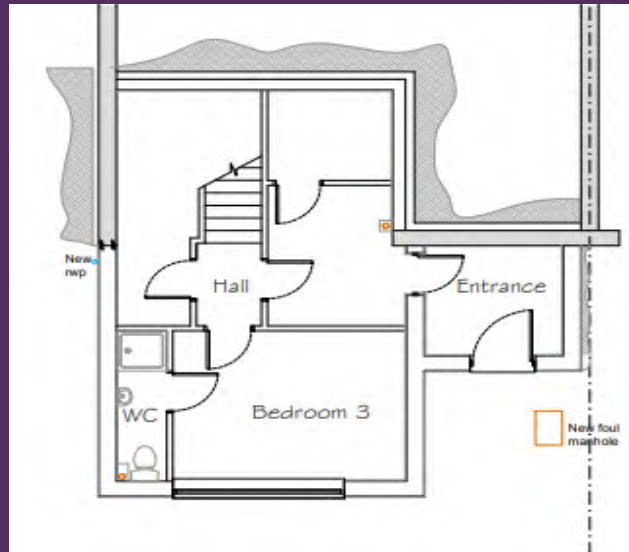 New
rwp
Hall
Entrance
WC
Bedroom 3
New foul
manhole